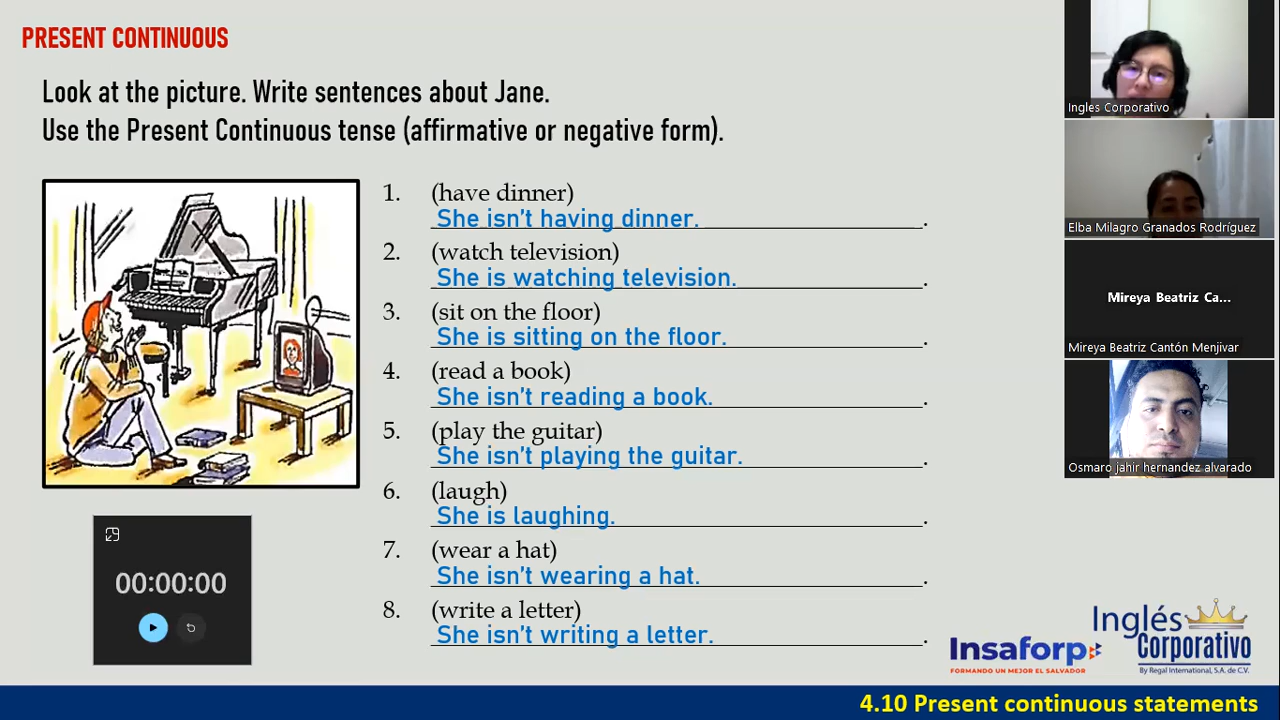 PRESENT CONTINUOUS
Look at the picture. Write sentences about Jane.
Use the Present Continuous tense (affirmative or negative form).
1. (have dinner)
She isn't having dinner. .
2. (watch television)
She is watching television. .
3. (sit on the floor)
She is sitting on the floor. .
4. (read a book)
She isn't reading a book. .
5. (play the guitar)
She isn't playing the guitar. .
6. (laugh)
She is laughing. .
7. (wear a hat)
She isn't wearing a hat. .
8. (write a letter)
She isn't writing a letter. .
00:00:00
Ingles Corporativo
Elba Milagro Granados Rodríguez
Mireya Beatriz Ca...
Mireya Beatriz Cantón Menjivar
Osmaro jahir hernandez alvarado
Insaforp
FORMANDO UN MEJOR EL SALVADOR
Inglés
Corporativo
By Regal International, S.A. de C.V.
4.10 Present continuous statements